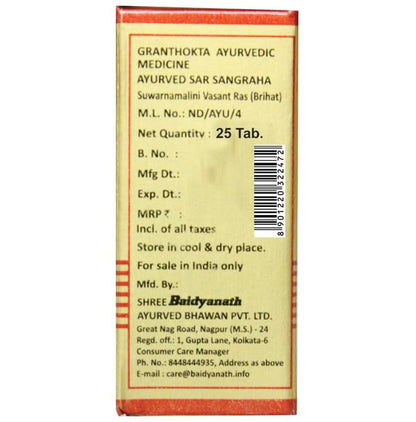 GRANTHOKTA AYURVEDIC
MEDICINE
AYURVED SAR SANGRAHA
Suwarnamalini Vasant Ras (Brihat)
M.L. No.: ND/AYU/4
Net Quantity : 25 Tab.
B. No. :
Mfg Dt.:
Exp. Dt.:
MRP ₹ :
Incl. of all taxes
Store in cool & dry place.
For sale in India only
Mfd. By.:
SHREE Baidyanath
AYURVED BHAWAN PVT. LTD.
Great Nag Road, Nagpur (M.S.) - 24
Regd. off.: 1, Gupta Lane, Kolkata-6
Consumer Care Manager
Ph. No.: 8448444935, Address as above
E-mail : care@baidyanath.info
8 901220 322472